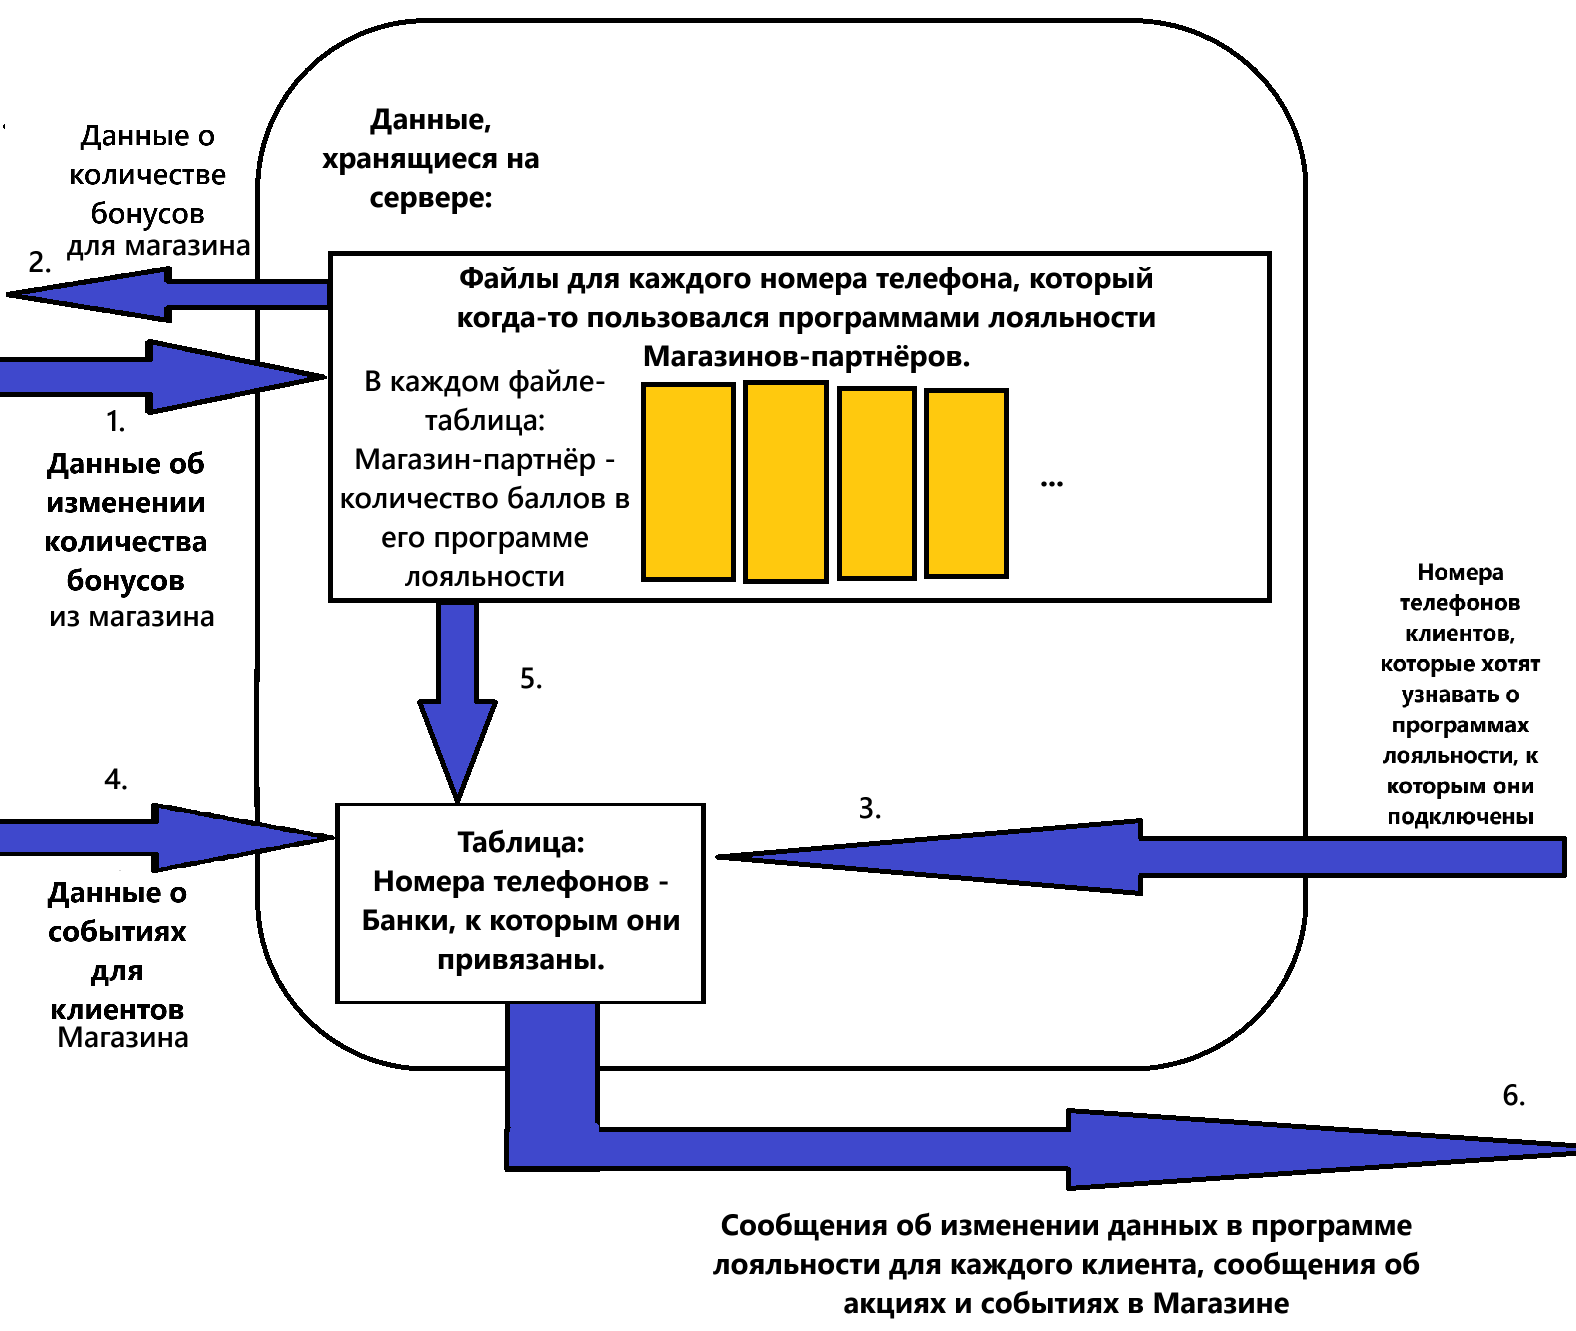 Данные,
хранящиеся на
сервере:
Данные о
количестве
бонусов
для магазина
2.
Файлы для каждого номера телефона, который
когда-то пользовался программами лояльности
Магазинов-партнёров.
В каждом файле-
таблица:
Магазин-партнёр -
количество баллов в
его программе
лояльности
...
1.
Данные об
изменении
количества
бонусов
из магазина
5.
Номера
телефонов
клиентов,
которые хотят
узнавать о
программах
лояльности, к
которым они
подключены
4.
3.
Таблица:
Номера телефонов -
Банки, к которым они
привязаны.
Данные о
событиях
для
клиентов
Магазина
6.
Сообщения об изменении данных в программе
лояльности для каждого клиента, сообщения об
акциях и событиях в Магазине